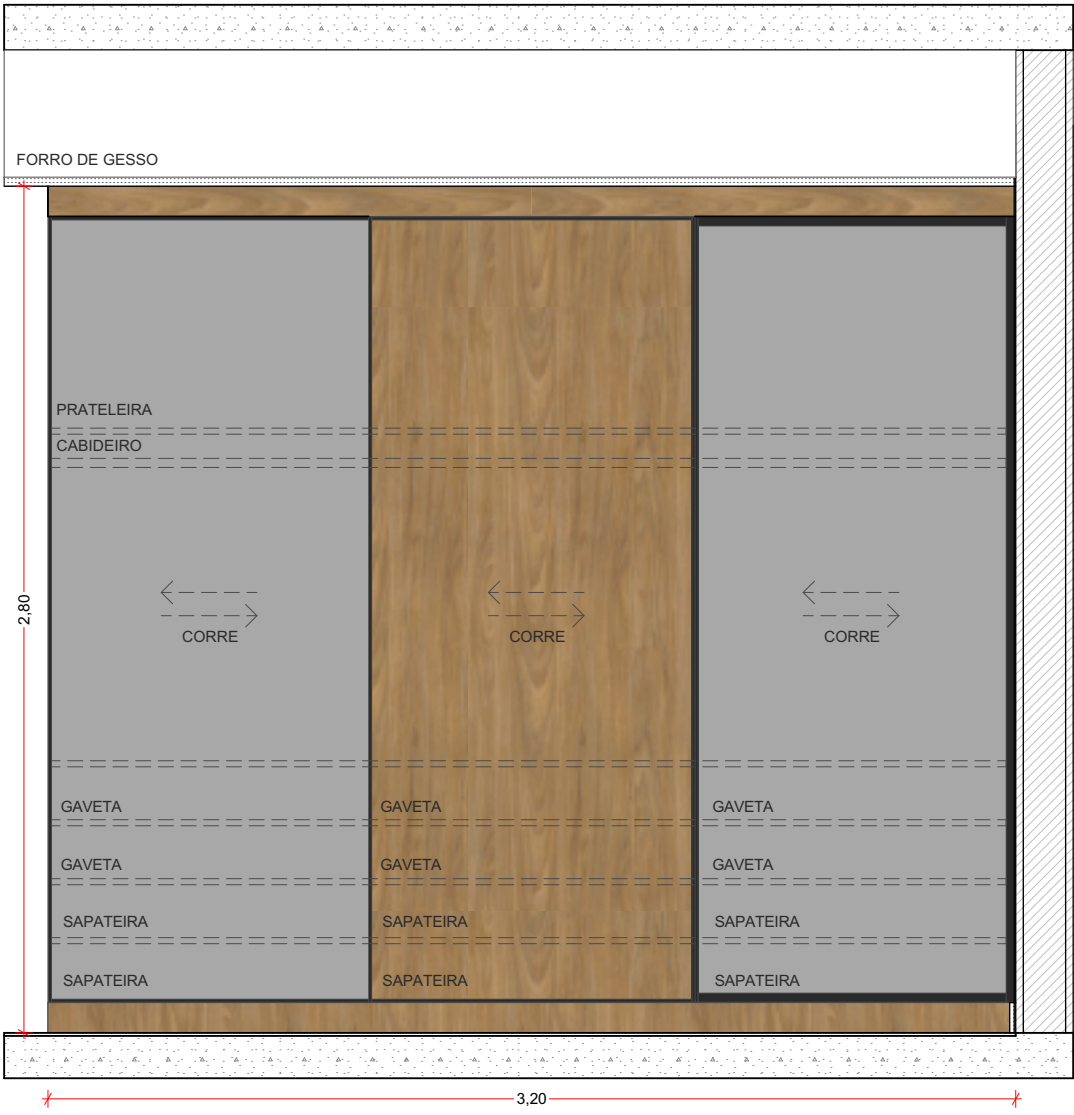 FORRO DE GESSO
PRATELEIRA
CABIDEIRO
2,80
CORRE CORRE CORRE
GAVETA GAVETA GAVETA
GAVETA GAVETA GAVETA
SAPATEIRA SAPATEIRA SAPATEIRA
SAPATEIRA SAPATEIRA SAPATEIRA
3,20